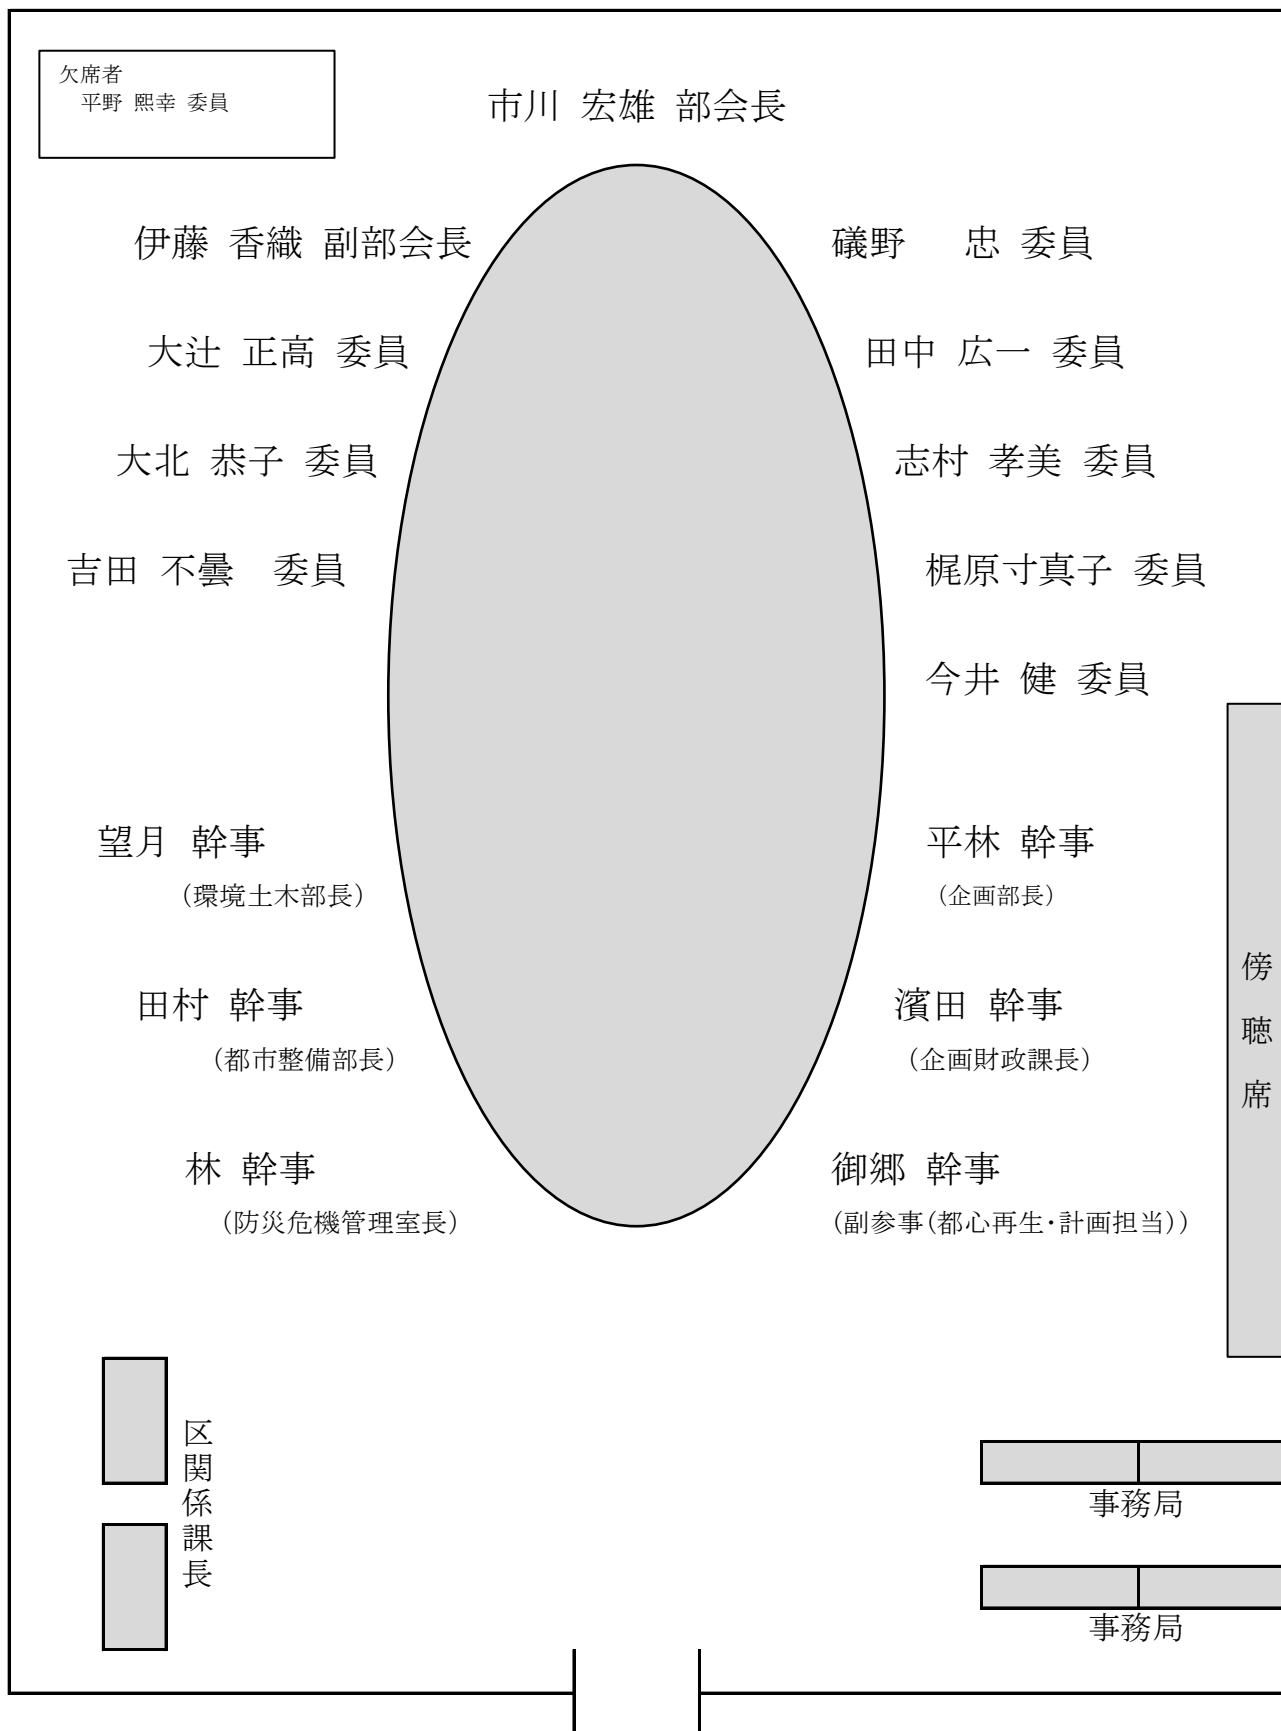 欠席者
平野 熙幸 委員
市川 宏雄 部会長
伊藤 香織 副部会長
礒野 忠 委員
大辻 正高 委員
田中 広一 委員
大北 恭子 委員
志村 孝美 委員
吉田 不曇 委員
梶原寸真子 委員
今井 健 委員
望月 幹事
(環境土木部長)
平林 幹事
(企画部長)
田村 幹事
(都市整備部長)
濱田 幹事
(企画財政課長)
林 幹事
(防災危機管理室長)
御郷 幹事
(副参事(都心再生・計画担当))
傍聴席
区関係課長
事務局
事務局